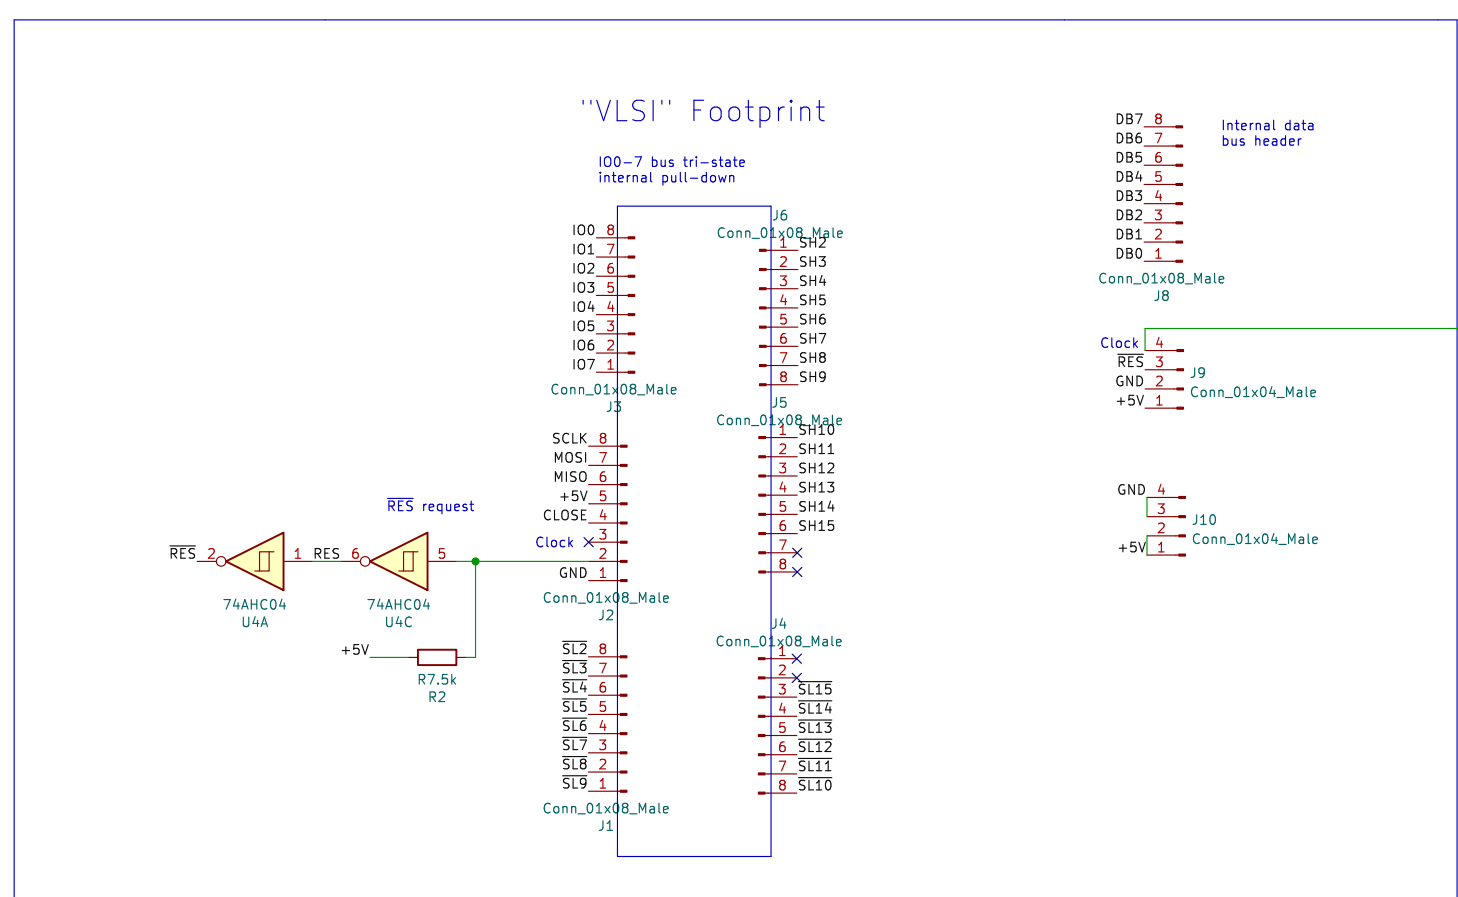 "VLSI" Footprint
IO0-7 bus tri-state
internal pull-down
IO0 8
IO1 7
IO2 6
IO3 5
IO4 4
IO5 3
IO6 2
IO7 1
Conn_01x08_Male
J3
J6
Conn_01x08_Male
1 SH2
2 SH3
3 SH4
4 SH5
5 SH6
6 SH7
7 SH8
8 SH9
J5
Conn_01x08_Male
1 SH10
2 SH11
3 SH12
4 SH13
5 SH14
6 SH15
7
8
SCLK 8
MOSI 7
MISO 6
+5V 5
CLOSE 4
Clock 3
2
GND 1
Conn_01x08_Male
J2
RES request
RES 2
1 RES 6
5
74AHC04
U4A
74AHC04
U4C
+5V
R7.5k
R2
SL2 8
SL3 7
SL4 6
SL5 5
SL6 4
SL7 3
SL8 2
SL9 1
Conn_01x08_Male
J1
J4
Conn_01x08_Male
1
2
3 SL15
4 SL14
5 SL13
6 SL12
7 SL11
8 SL10
DB7 8
DB6 7
DB5 6
DB4 5
DB3 4
DB2 3
DB1 2
DB0 1
Conn_01x08_Male
J8
Internal data
bus header
Clock 4
RES 3
GND 2
+5V 1
J9
Conn_01x04_Male
GND 4
3
2
+5V 1
J10
Conn_01x04_Male